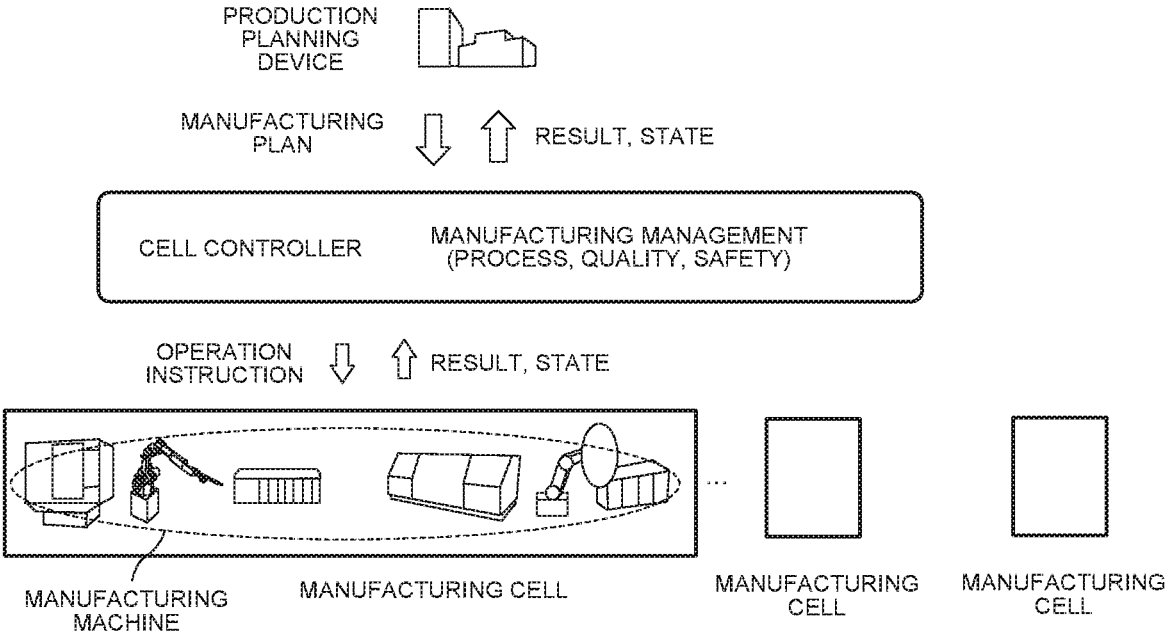 PRODUCTION
PLANNING
DEVICE
MANUFACTURING
PLAN
RESULT, STATE
CELL CONTROLLER
MANUFACTURING MANAGEMENT
(PROCESS, QUALITY, SAFETY)
OPERATION
INSTRUCTION
RESULT, STATE
...
MANUFACTURING
MACHINE
MANUFACTURING CELL
MANUFACTURING
CELL
MANUFACTURING
CELL